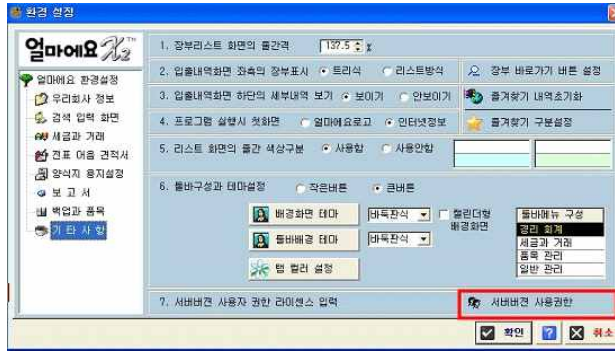 환경 설정
얼마에요 X2 ™
얼마에요 환경설정
우리회사 정보
검색 입력 화면
세금과 거래
전표 어음 견적서
양식지 용지설정
보 고 서
백업과 품목
기 타 사 항
1. 장부리스트 화면의 줄간격 137.5 %
2. 입출내역화면 좌측의 장부표시 트리식 리스트방식 장부 바로가기 버튼 설정
3. 입출내역화면 하단의 세부내역 보기 보이기 안보이기 즐겨찾기 내역초기화
4. 프로그램 실행시 첫화면 얼마에요로고 인터넷정보 즐겨찾기 구분설정
5. 리스트 화면의 줄간 색상구분 사용함 사용안함
6. 툴바구성과 테마설정 작은버튼 큰버튼
배경화면 테마 바둑판식 캘린더형 배경화면 툴바메뉴 구성
경리 회계
툴바배경 테마 바둑판식 세금과 거래
품목 관리
탭 컬러 설정 일반 관리
7. 서버버젼 사용자 권한 라이센스 입력 서버버젼 사용권한
확인 ? 취소